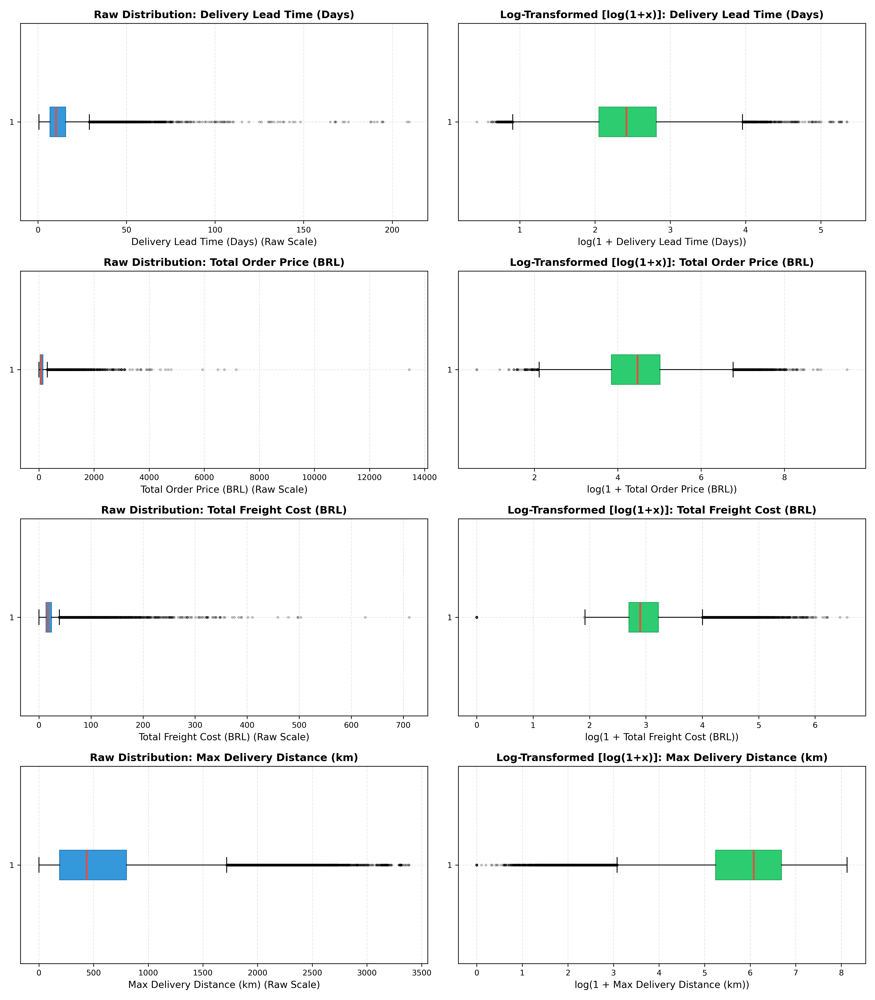 Raw Distribution: Delivery Lead Time (Days)
1
0 50 100 150 200
Delivery Lead Time (Days) (Raw Scale)
Log-Transformed [log(1+x)]: Delivery Lead Time (Days)
1
1 2 3 4 5
log(1 + Delivery Lead Time (Days))
Raw Distribution: Total Order Price (BRL)
1
0 2000 4000 6000 8000 10000 12000 14000
Total Order Price (BRL) (Raw Scale)
Log-Transformed [log(1+x)]: Total Order Price (BRL)
1
2 4 6 8
log(1 + Total Order Price (BRL))
Raw Distribution: Total Freight Cost (BRL)
1
0 100 200 300 400 500 600 700
Total Freight Cost (BRL) (Raw Scale)
Log-Transformed [log(1+x)]: Total Freight Cost (BRL)
1
0 1 2 3 4 5 6
log(1 + Total Freight Cost (BRL))
Raw Distribution: Max Delivery Distance (km)
1
0 500 1000 1500 2000 2500 3000 3500
Max Delivery Distance (km) (Raw Scale)
Log-Transformed [log(1+x)]: Max Delivery Distance (km)
1
0 1 2 3 4 5 6 7 8
log(1 + Max Delivery Distance (km))